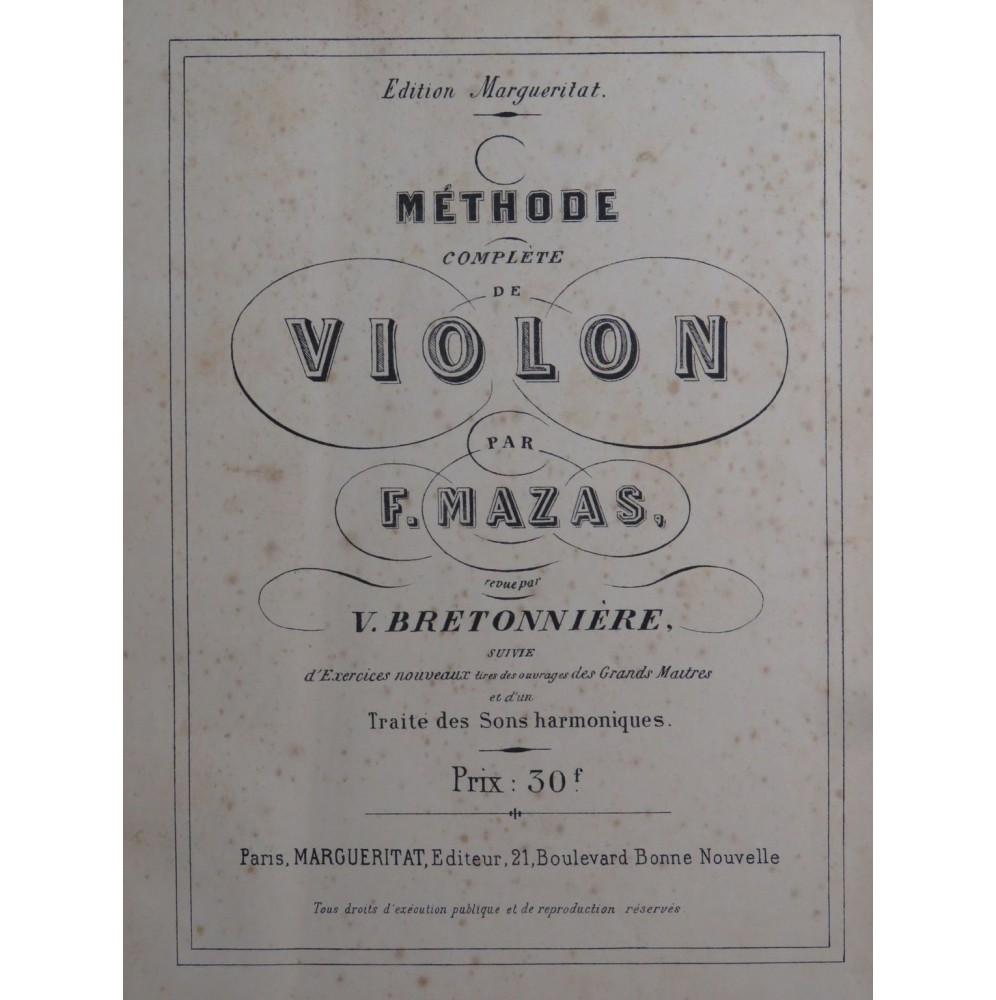 Edition Margueritat.
MÉTHODE
COMPLÈTE
DE
VIOLON
PAR
F. MAZAS,
revue par
V. BRETONNIÈRE,
SUIVIE
d'Exercices nouveaux tires des ouvrages des Grands Maitres
et d'un
Traite des Sons harmoniques.
Prix : 30f.
Paris, MARGUERITAT, Editeur, 21, Boulevard Bonne Nouvelle
Tous droits d'exécution publique et de reproduction réservés.